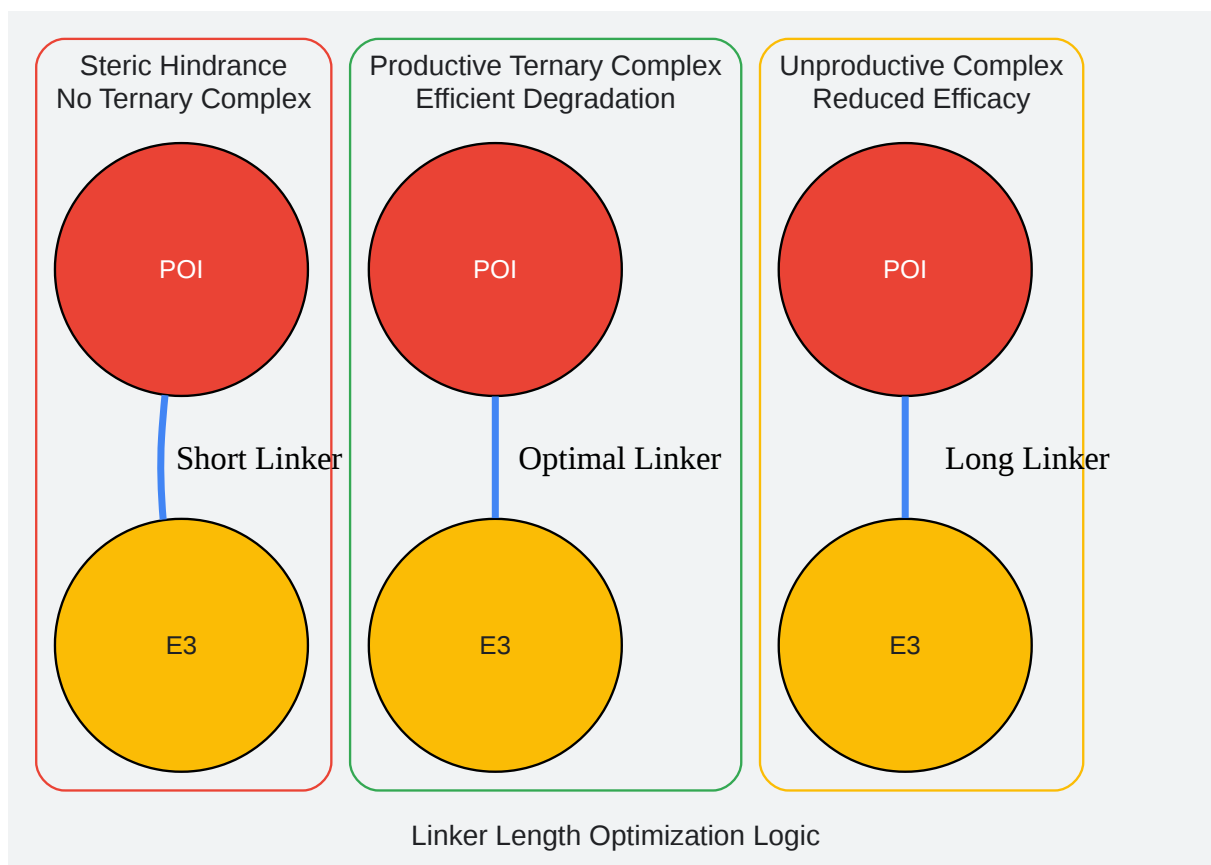 Steric Hindrance
No Ternary Complex
POI
Short Linker
E3
Productive Ternary Complex
Efficient Degradation
POI
Optimal Linker
E3
Unproductive Complex
Reduced Efficacy
POI
Long Linker
E3
Linker Length Optimization Logic